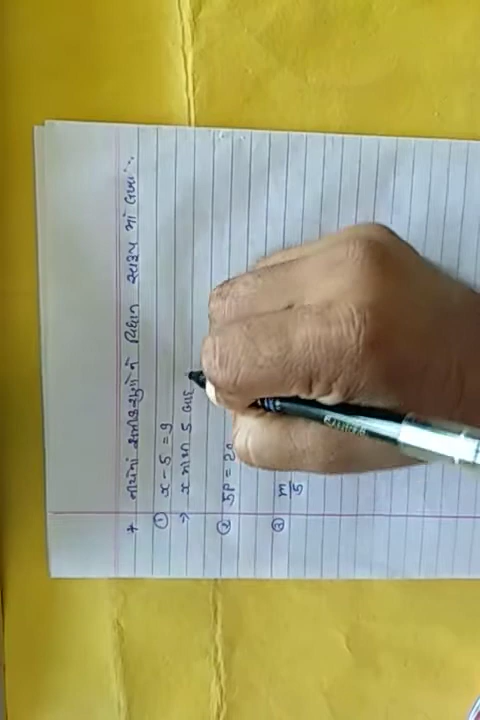 * નીચેનાં સમીકરણોને વિધાન સ્વરૂપ માં લખો :.
① x - 5 = 9
→ x માંથી 5 બાદ
② 5P = 20
③ m/5